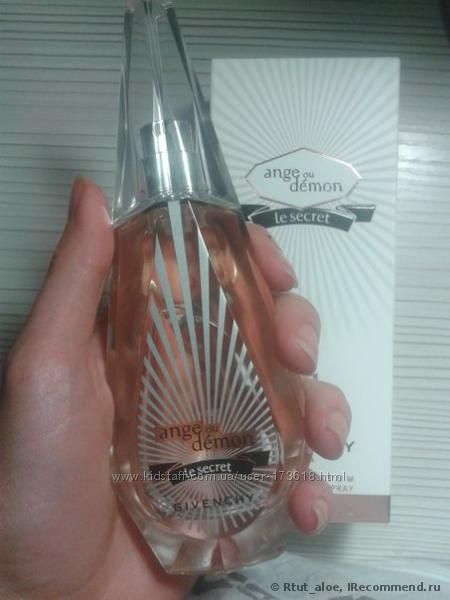 ange ou
démon
le secret
ange ou
démon
le secret
GIVENCHY
Y
M
SPRAY
www.kidstaff.com.ua/user-173618.html
© Rtut_aloe, IRecommend.ru